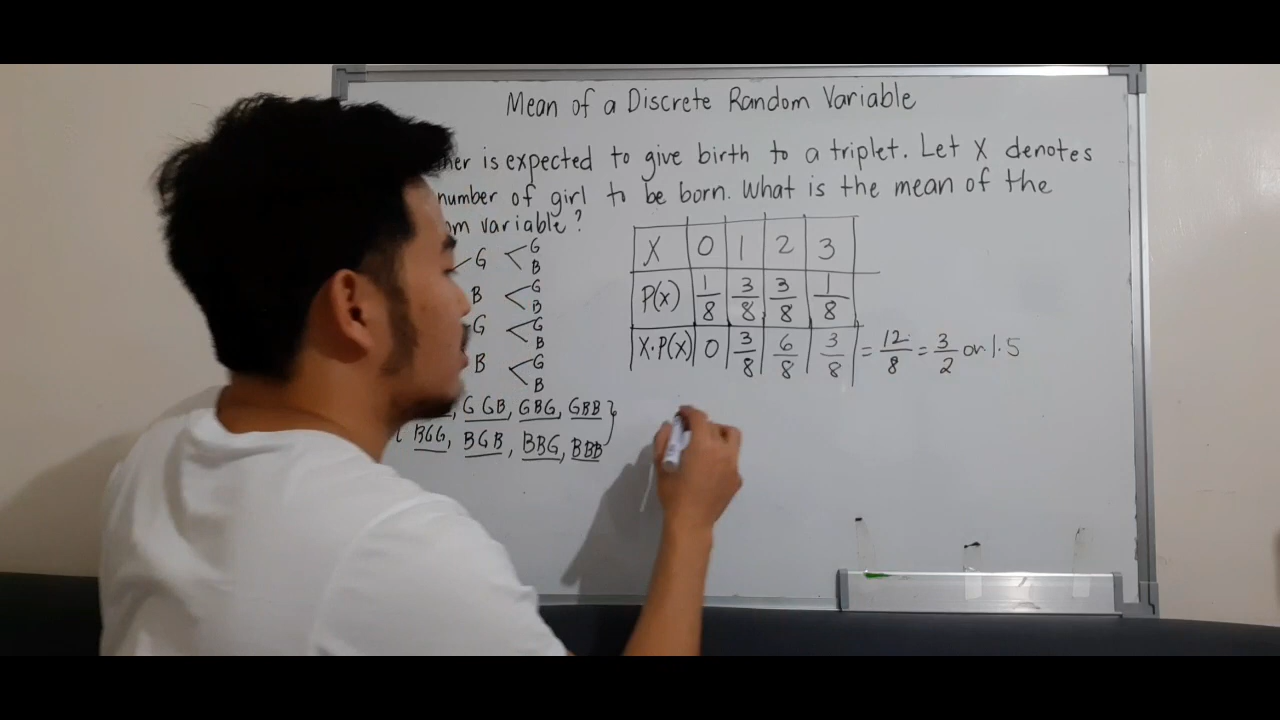 Mean of a Discrete Random Variable
is expected to give birth to a triplet. Let X denotes
number of girl to be born. What is the mean of the
variable?
G G
B
B G
B
G G
B
B G
B
GGB, GBG, GBB}
BGG, BGB, BBG, BBB
X 0 1 2 3
P(x) 1/8 3/8 3/8 1/8
X·P(x) 0 3/8 6/8 3/8 = 12/8 = 3/2 or 1.5